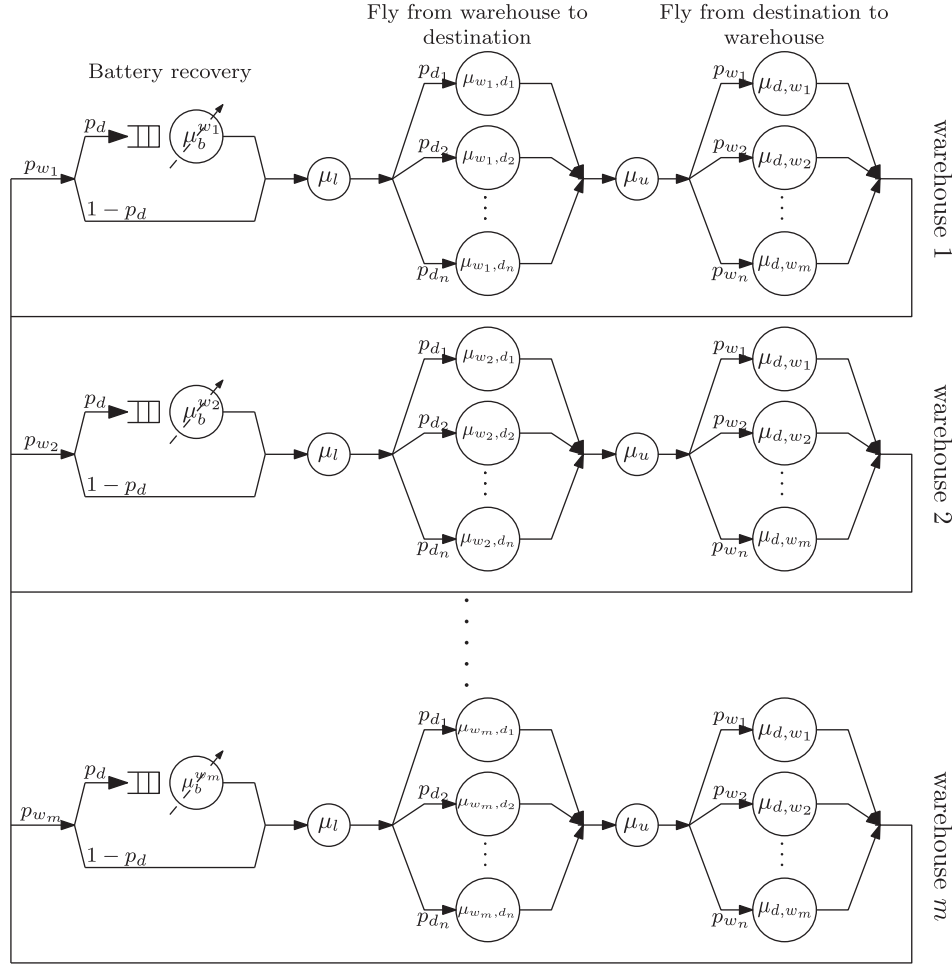 Fly from warehouse to
destination
Fly from destination to
warehouse
Battery recovery
p_{w_1}
p_d
μ_b^{w_1}
1 − p_d
μ_l
p_{d_1}
μ_{w_1,d_1}
p_{d_2}
μ_{w_1,d_2}
p_{d_n}
μ_{w_1,d_n}
μ_u
p_{w_1}
μ_{d,w_1}
p_{w_2}
μ_{d,w_2}
p_{w_n}
μ_{d,w_m}
warehouse 1
p_{w_2}
p_d
μ_b^{w_2}
1 − p_d
μ_l
p_{d_1}
μ_{w_2,d_1}
p_{d_2}
μ_{w_2,d_2}
p_{d_n}
μ_{w_2,d_n}
μ_u
p_{w_1}
μ_{d,w_1}
p_{w_2}
μ_{d,w_2}
p_{w_n}
μ_{d,w_m}
warehouse 2
p_{w_m}
p_d
μ_b^{w_m}
1 − p_d
μ_l
p_{d_1}
μ_{w_m,d_1}
p_{d_2}
μ_{w_m,d_2}
p_{d_n}
μ_{w_m,d_n}
μ_u
p_{w_1}
μ_{d,w_1}
p_{w_2}
μ_{d,w_2}
p_{w_n}
μ_{d,w_m}
warehouse m